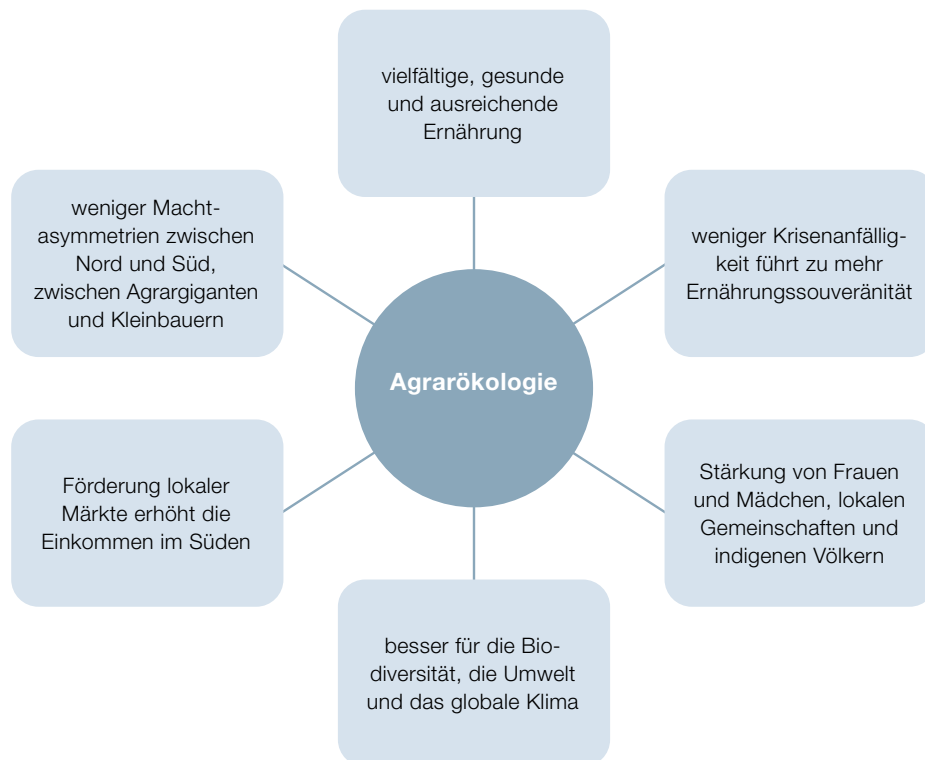 vielfältige, gesunde
und ausreichende
Ernährung
weniger Macht-
asymmetrien zwischen
Nord und Süd,
zwischen Agrargiganten
und Kleinbauern
weniger Krisenanfällig-
keit führt zu mehr
Ernährungssouveränität
Agrarökologie
Förderung lokaler
Märkte erhöht die
Einkommen im Süden
Stärkung von Frauen
und Mädchen, lokalen
Gemeinschaften und
indigenen Völkern
besser für die Bio-
diversität, die Umwelt
und das globale Klima